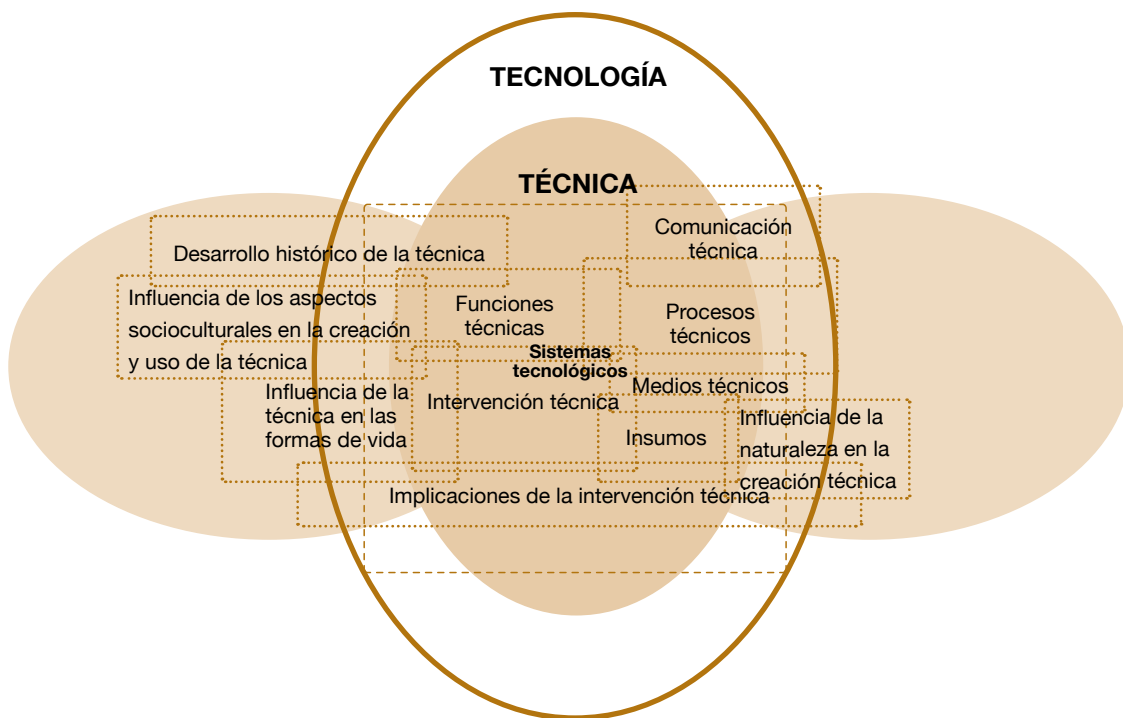 TECNOLOGÍA
TÉCNICA
Comunicación
técnica
Desarrollo histórico de la técnica
Influencia de los aspectos
socioculturales en la creación
y uso de la técnica
Funciones
técnicas
Procesos
técnicos
Sistemas
tecnológicos
Medios técnicos
Influencia de la
técnica en las
formas de vida
Intervención técnica
Insumos
Influencia de la
naturaleza en la
creación técnica
Implicaciones de la intervención técnica